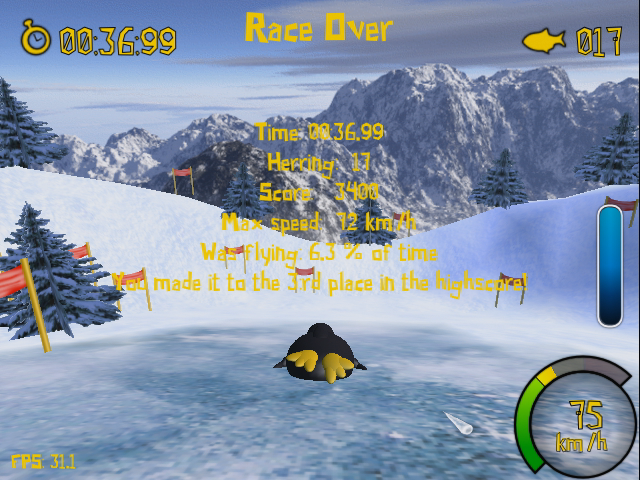 00:36:99
Race Over
017
Time: 00:36.99
Herring: 17
Score: 3400
Max speed: 72 km/h
Was flying: 6.3 % of time
You made it to the 3rd place in the highscore!
75
km/h
FPS: 31.1